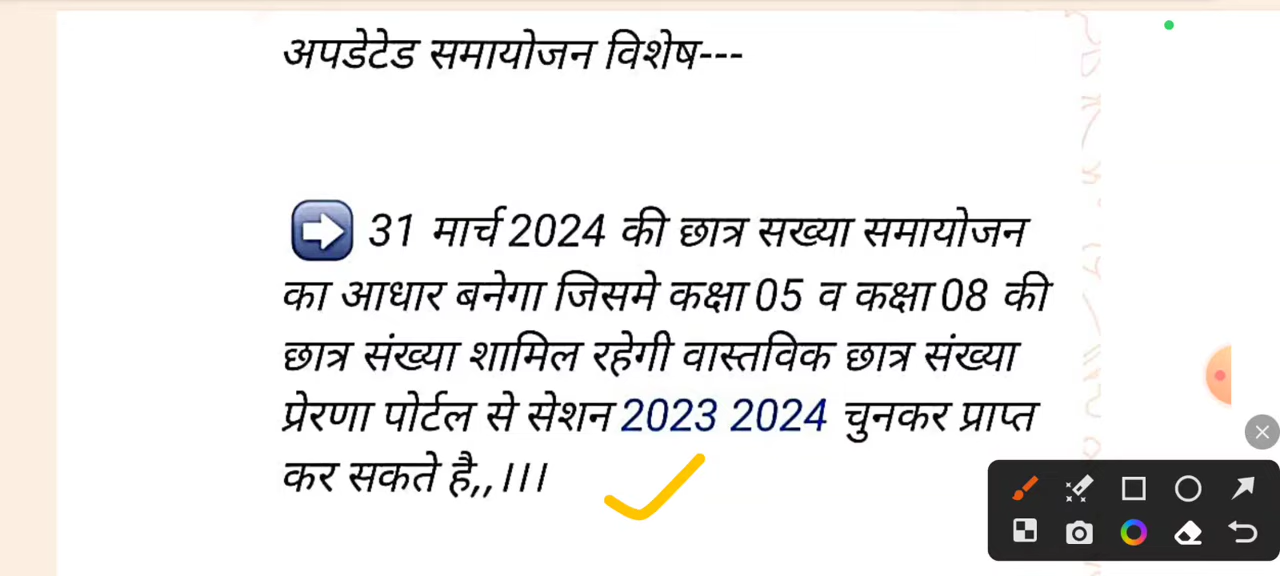 अपडेटेड समायोजन विशेष---
31 मार्च 2024 की छात्र सख्या समायोजन
का आधार बनेगा जिसमे कक्षा 05 व कक्षा 08 की
छात्र संख्या शामिल रहेगी वास्तविक छात्र संख्या
प्रेरणा पोर्टल से सेशन 2023 2024 चुनकर प्राप्त
कर सकते है,,।।।